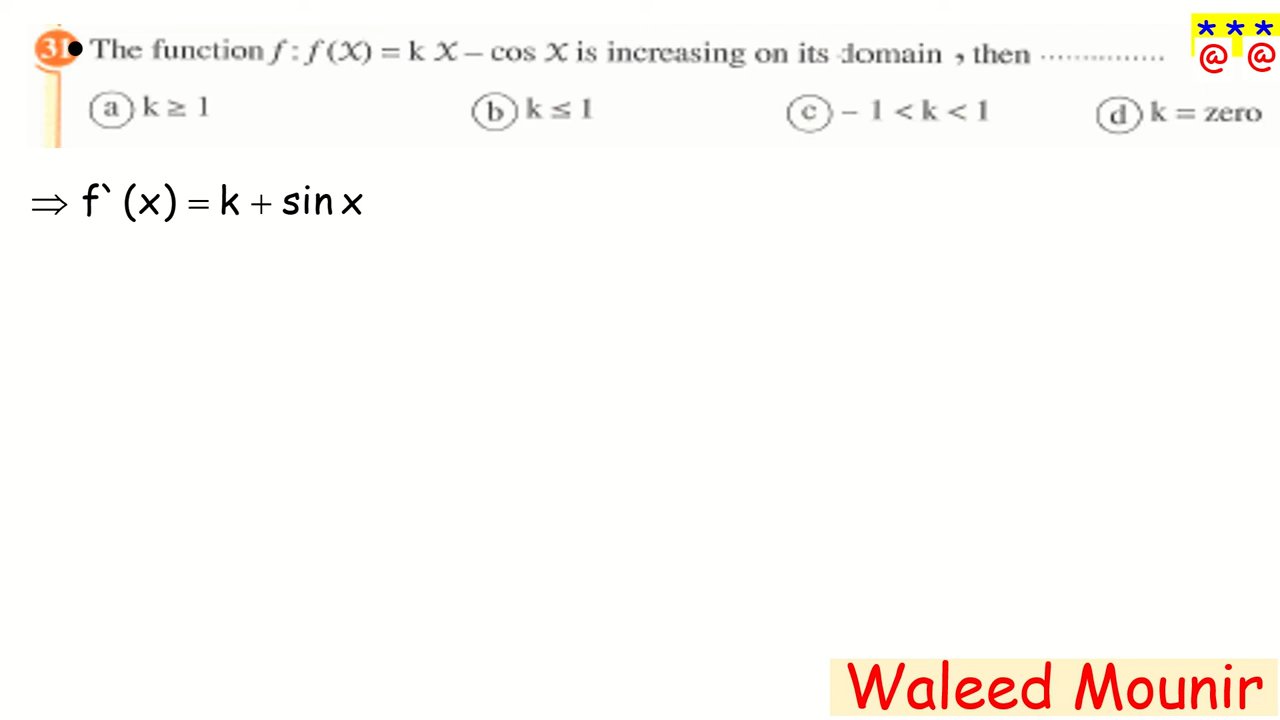 * * *
@ @
31 • The function f : f (X) = k X – cos X is increasing on its domain , then ...............
a k ≥ 1 b k ≤ 1 c – 1 < k < 1 d k = zero
⇒ f` (x) = k + sin x
Waleed Mounir